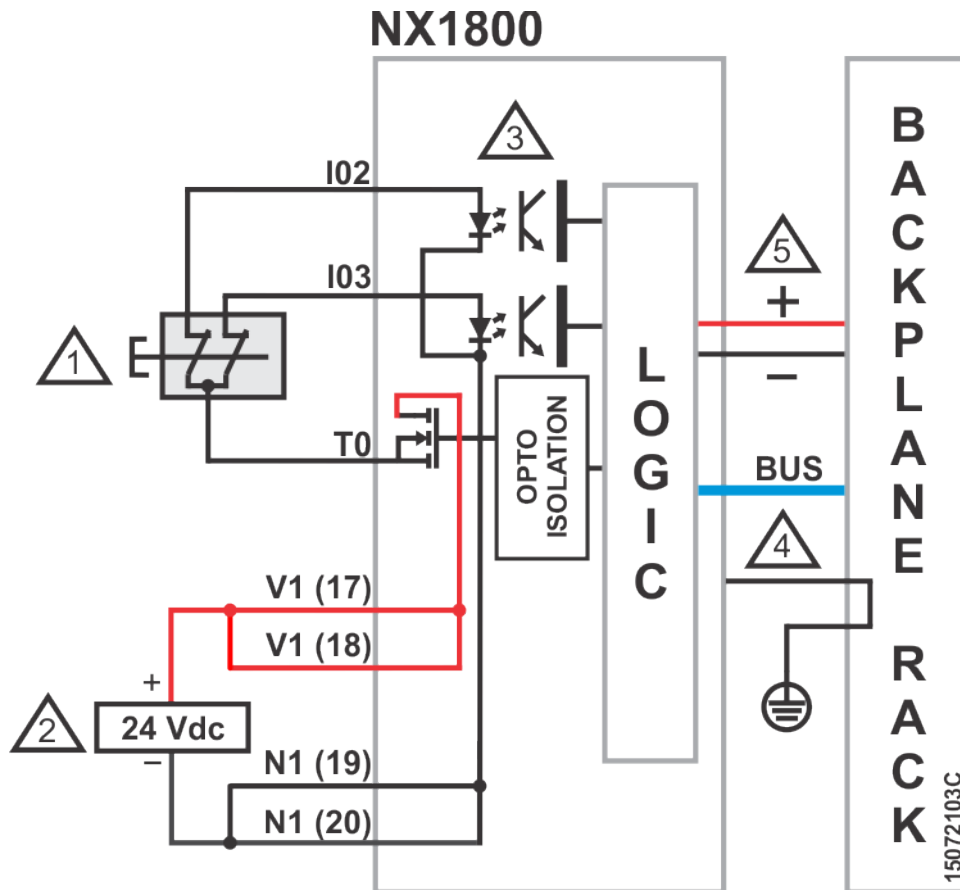 NX1800
3
I02
I03
1
T0
OPTO
ISOLATION
LOGIC
5
+
−
BUS
4
BACKPLANE
RACK
V1 (17)
V1 (18)
+
2
24 Vdc
−
N1 (19)
N1 (20)
15072103C